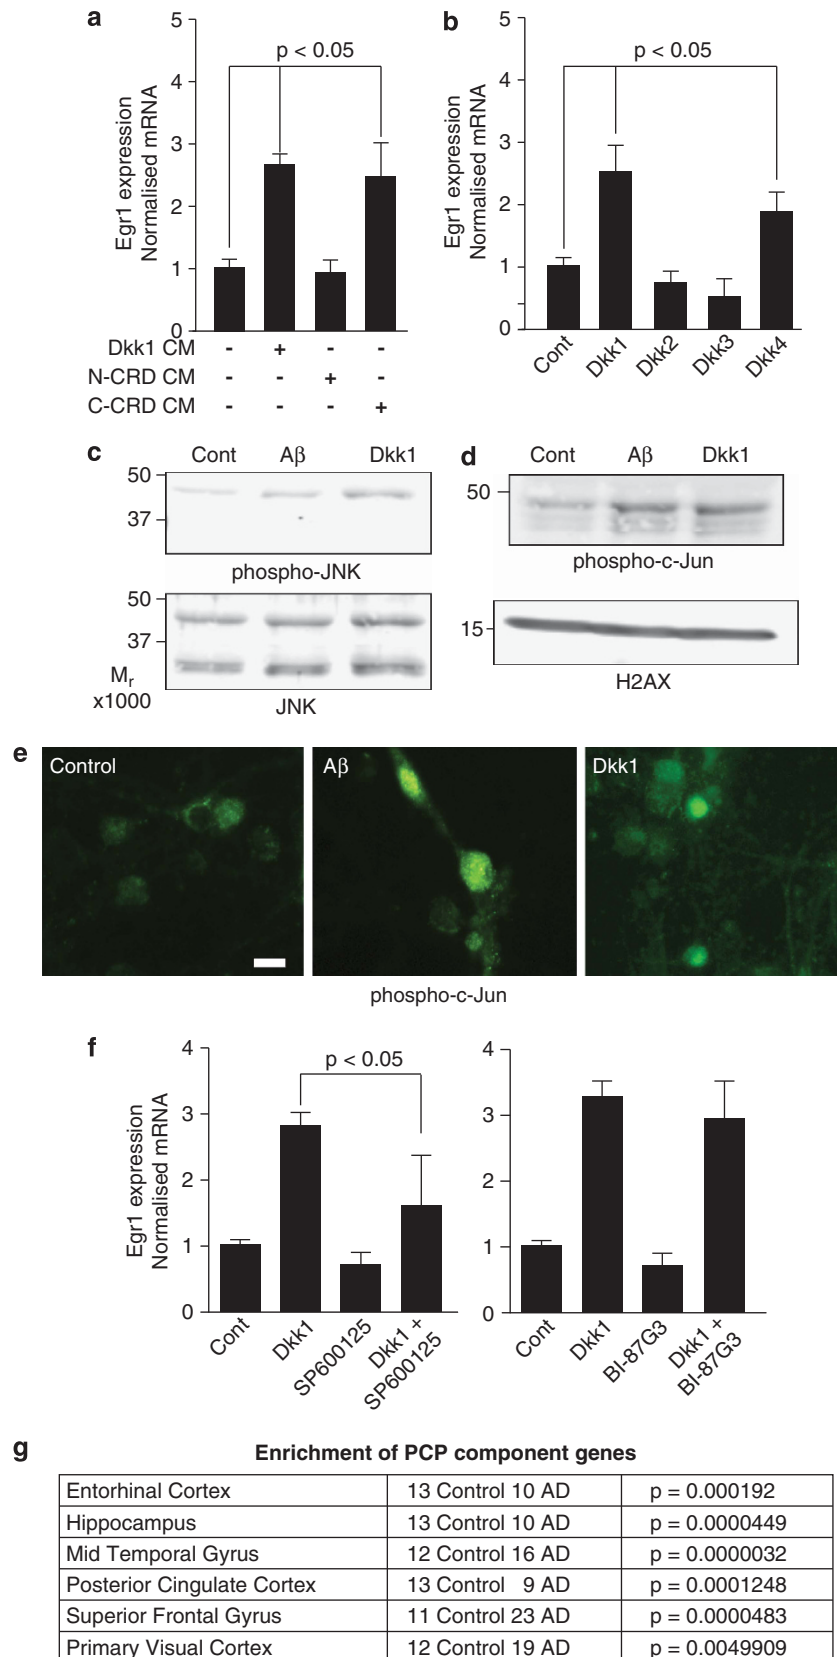 a
5
4
3
2
1
0
Egr1 expression
Normalised mRNA
p < 0.05
Dkk1 CM - + - -
N-CRD CM - - + -
C-CRD CM - - - +
b
5
4
3
2
1
0
Egr1 expression
Normalised mRNA
p < 0.05
Cont Dkk1 Dkk2 Dkk3 Dkk4
c
Cont Aβ Dkk1
50
37
phospho-JNK
50
37
Mr
x1000
JNK
d
Cont Aβ Dkk1
50
phospho-c-Jun
15
H2AX
e
Control
Aβ
Dkk1
phospho-c-Jun
f
4
3
2
1
0
Egr1 expression
Normalised mRNA
p < 0.05
Cont
Dkk1
SP600125
Dkk1 +
SP600125
4
3
2
1
0
Cont
Dkk1
BI-87G3
Dkk1 +
BI-87G3
g
Enrichment of PCP component genes
Entorhinal Cortex 13 Control 10 AD p = 0.000192
Hippocampus 13 Control 10 AD p = 0.0000449
Mid Temporal Gyrus 12 Control 16 AD p = 0.0000032
Posterior Cingulate Cortex 13 Control 9 AD p = 0.0001248
Superior Frontal Gyrus 11 Control 23 AD p = 0.0000483
Primary Visual Cortex 12 Control 19 AD p = 0.0049909